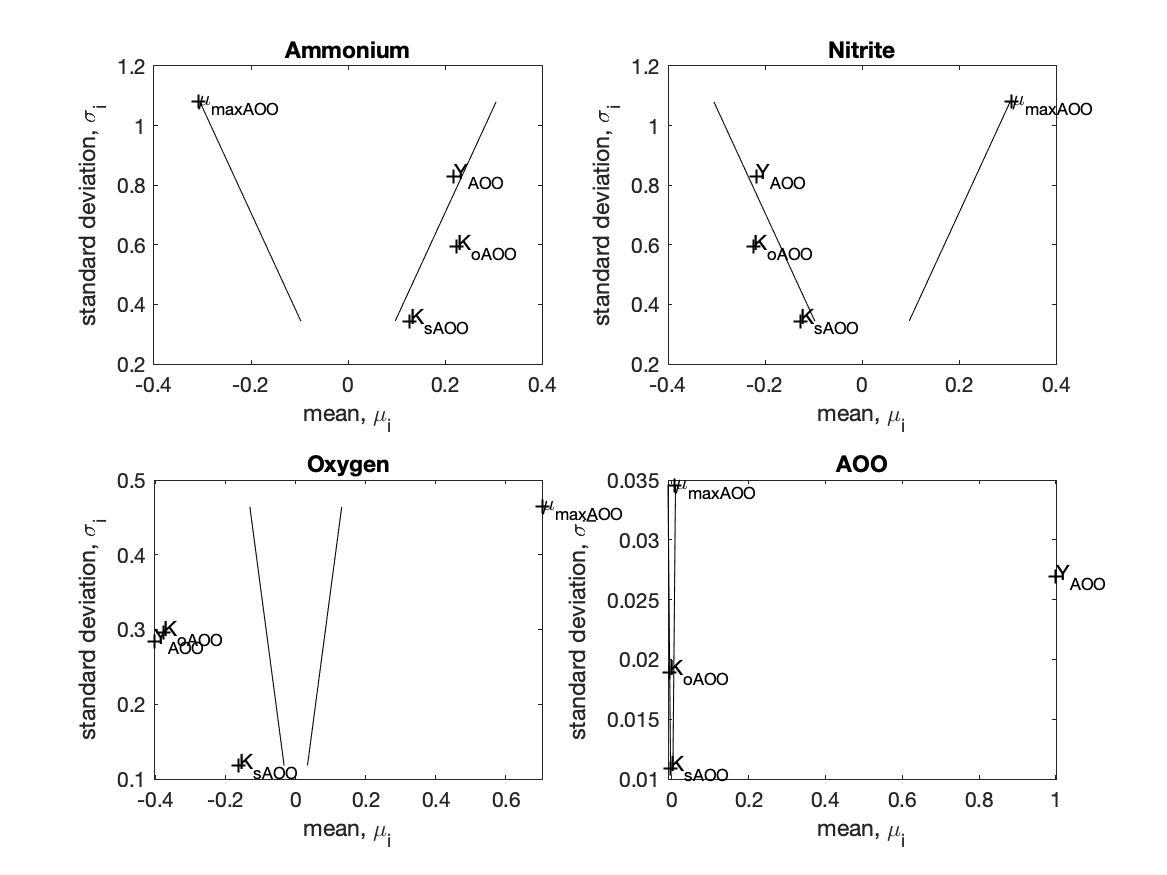 Ammonium
1.2
1
0.8
0.6
0.4
0.2
-0.4
-0.2
0
0.2
0.4
mean, μi
standard deviation, σi
μmaxAOO
YAOO
KoAOO
KsAOO
Nitrite
1.2
1
0.8
0.6
0.4
0.2
-0.4
-0.2
0
0.2
0.4
mean, μi
standard deviation, σi
μmaxAOO
YAOO
KoAOO
KsAOO
Oxygen
0.5
0.4
0.3
0.2
0.1
-0.4
-0.2
0
0.2
0.4
0.6
mean, μi
standard deviation, σi
μmaxAOO
KoAOO
YAOO
KsAOO
AOO
0.035
0.03
0.025
0.02
0.015
0.01
0
0.2
0.4
0.6
0.8
1
mean, μi
standard deviation, σi
μmaxAOO
YAOO
KoAOO
KsAOO